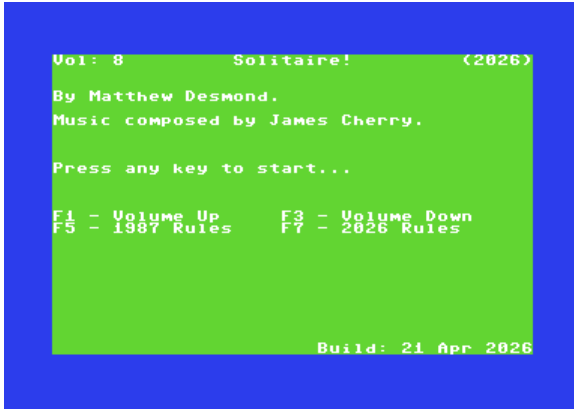 Vol: 8 Solitaire! (2026)
By Matthew Desmond.
Music composed by James Cherry.
Press any key to start...
F1 - Volume Up F3 - Volume Down
F5 - 1987 Rules F7 - 2026 Rules
Build: 21 Apr 2026